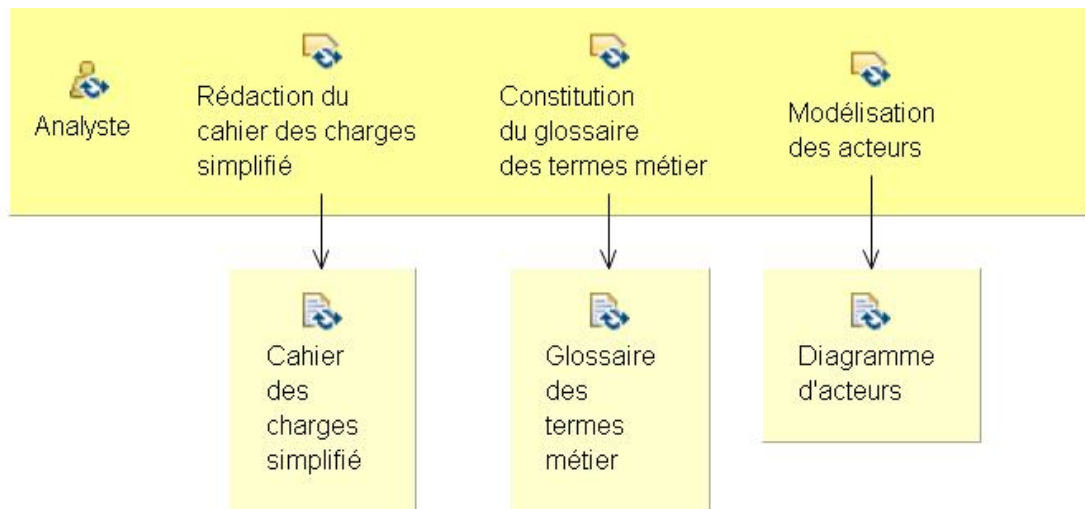 Analyste
Rédaction du
cahier des charges
simplifié
Constitution
du glossaire
des termes métier
Modélisation
des acteurs
Cahier
des
charges
simplifié
Glossaire
des
termes
métier
Diagramme
d'acteurs